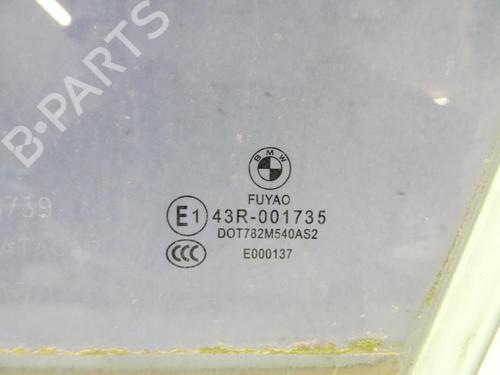 B-PARTS
BMW
FUYAO
E1 43R-001735
DOT782M540AS2
CCC E000137